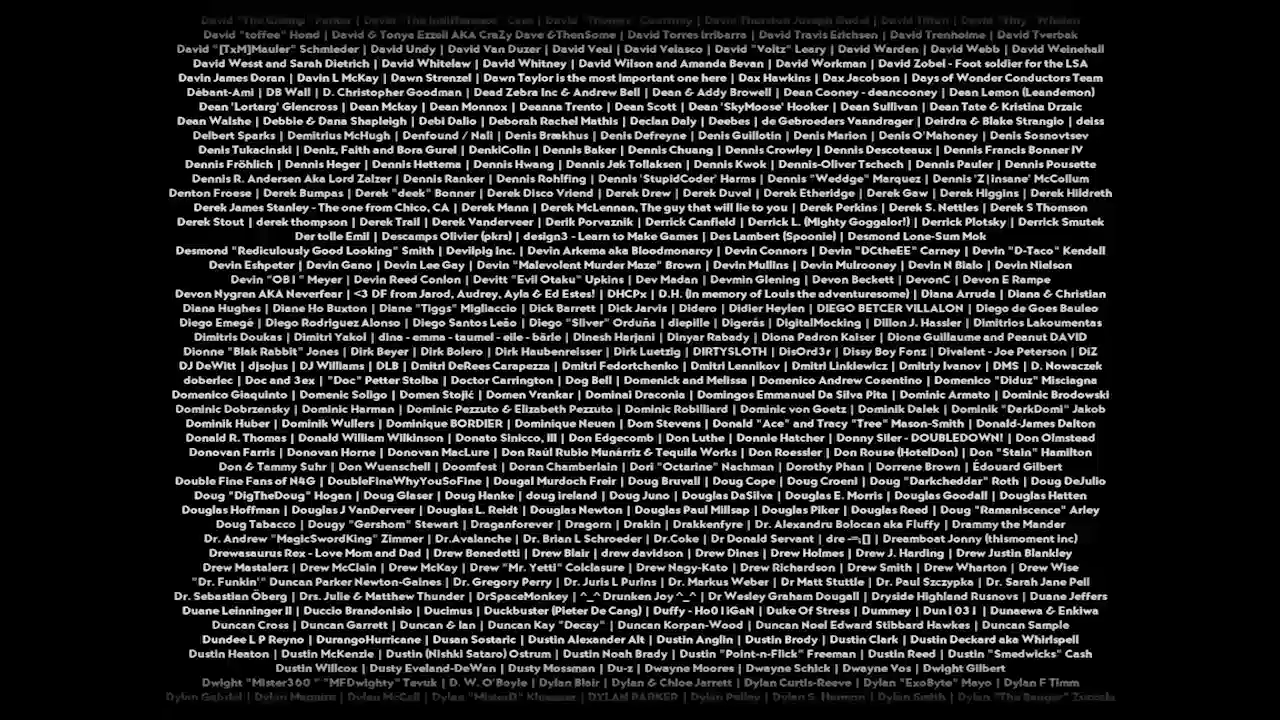 David "toffee" Hond | David & Tonya Ezzell AKA CraZy Dave &ThenSome | David Torres Irribarra | David Travis Erichsen | David Trenholme | David Tverbak
David "[TxM]Mauler" Schmieder | David Undy | David Van Duzer | David Veal | David Velasco | David "Voltz" Leary | David Warden | David Webb | David Weinehall
David Wesst and Sarah Dietrich | David Whitelaw | David Whitney | David Wilson and Amanda Bevan | David Workman | David Zobel - Foot soldier for the LSA
Davin James Doran | Davin L McKay | Dawn Strenzel | Dawn Taylor is the most important one here | Dax Hawkins | Dax Jacobson | Days of Wonder Conductors Team
Débant-Ami | DB Wall | D. Christopher Goodman | Dead Zebra Inc & Andrew Bell | Dean & Addy Browell | Dean Cooney - deancooney | Dean Lemon (Leandemon)
Dean 'Lortarg' Glencross | Dean Mckay | Dean Monnox | Deanna Trento | Dean Scott | Dean 'SkyMoose' Hooker | Dean Sullivan | Dean Tate & Kristina Drzaic
Dean Walshe | Debbie & Dana Shapleigh | Debi Dalio | Deborah Rachel Mathis | Declan Daly | Deebes | de Gebroeders Vaandrager | Deirdra & Blake Strangio | deiss
Delbert Sparks | Demitrius McHugh | Denfound / Nali | Denis Brækhus | Denis Defreyne | Denis Guillotin | Denis Marion | Denis O'Mahoney | Denis Sosnovtsev
Denis Tukacinski | Deniz, Faith and Bora Gurel | DenkiColin | Dennis Baker | Dennis Chuang | Dennis Crowley | Dennis Descoteaux | Dennis Francis Bonner IV
Dennis Fröhlich | Dennis Heger | Dennis Hettema | Dennis Hwang | Dennis Jek Tollaksen | Dennis Kwok | Dennis-Oliver Tschech | Dennis Pauler | Dennis Pousette
Dennis R. Andersen Aka Lord Zalzer | Dennis Ranker | Dennis Rohlfing | Dennis 'StupidCoder' Harms | Dennis "Weddge" Marquez | Dennis 'Z|insane' McCollum
Denton Froese | Derek Bumpas | Derek "deek" Bonner | Derek Disco Vriend | Derek Drew | Derek Duvel | Derek Etheridge | Derek Gaw | Derek Higgins | Derek Hildreth
Derek James Stanley - The one from Chico, CA | Derek Mann | Derek McLennan, The guy that will lie to you | Derek Perkins | Derek S. Nettles | Derek S Thomson
Derek Stout | derek thompson | Derek Trail | Derek Vanderveer | Derik Porvaznik | Derrick Canfield | Derrick L. (Mighty Goggalor!) | Derrick Plotsky | Derrick Smutek
Der tolle Emil | Descamps Olivier (pkrs) | design3 - Learn to Make Games | Des Lambert (Spoonie) | Desmond Lone-Sum Mok
Desmond "Rediculously Good Looking" Smith | Devilpig Inc. | Devin Arkema aka Bloodmonarcy | Devin Connors | Devin "DCtheEE" Carney | Devin "D-Taco" Kendall
Devin Eshpeter | Devin Gano | Devin Lee Gay | Devin "Malevolent Murder Maze" Brown | Devin Mullins | Devin Mulrooney | Devin N Bialo | Devin Nielson
Devin "OB1" Meyer | Devin Reed Conlon | Devitt "Evil Otaku" Upkins | Dev Madan | Devmin Glening | Devon Beckett | DevonC | Devon E Rampe
Devon Nygren AKA Neverfear | <3 DF from Jarod, Audrey, Ayla & Ed Estes! | DHCPx | D.H. (In memory of Louis the adventuresome) | Diana Arruda | Diana & Christian
Diana Hughes | Diane Ho Buxton | Diane "Tiggs" Migliaccio | Dick Barrett | Dick Jarvis | Didero | Didier Heylen | DIEGO BETCER VILLALON | Diego de Goes Bauleo
Diego Emegé | Diego Rodriguez Alonso | Diego Santos Leão | Diego "Silver" Orduña | diepille | Digerás | DigitalMocking | Dillon J. Hassler | Dimitrios Lakoumentas
Dimitris Doukas | Dimitri Yakol | dina - emma - taumel - elle - bärle | Dinesh Harjani | Dinyar Rabady | Diona Padron Kaiser | Dione Guillaume and Peanut DAVID
Dionne "Blak Rabbit" Jones | Dirk Beyer | Dirk Bolero | Dirk Haubenreisser | Dirk Luetzig | DIRTYSLOTH | DisOrd3r | Dissy Boy Fonz | Divalent - Joe Peterson | DiZ
DJ DeWitt | djsojus | DJ Williams | DLB | Dmitri DeRees Carapezza | Dmitri Fedortchenko | Dmitri Lennikov | Dmitri Linkiewicz | Dmitriy Ivanov | DMS | D. Nowaczek
doberlec | Doc and 3ex | "Doc" Petter Stolba | Doctor Carrington | Dog Bell | Domenick and Melissa | Domenico Andrew Cosentino | Domenico "Diduz" Misciagna
Domenico Giaquinto | Domenic Soligo | Domen Stojić | Domen Vrankar | Dominai Draconia | Domingos Emmanuel Da Silva Pita | Dominic Armato | Dominic Brodowski
Dominic Dobrzensky | Dominic Harman | Dominic Pezzuto & Elizabeth Pezzuto | Dominic Robilliard | Dominic von Goetz | Dominik Dalek | Dominik "DarkDomi" Jakob
Dominik Huber | Dominik Wullers | Dominique BORDIER | Dominique Neuen | Dom Stevens | Donald "Ace" and Tracy "Tree" Mason-Smith | Donald-James Dalton
Donald R. Thomas | Donald William Wilkinson | Donato Sinicco, III | Don Edgecomb | Don Luthe | Donnie Hatcher | Donny Siler - DOUBLEDOWN! | Don Olmstead
Donovan Farris | Donovan Horne | Donovan MacLure | Don Raúl Rubio Munárriz & Tequila Works | Don Roessler | Don Rouse (HotelDon) | Don "Stain" Hamilton
Don & Tammy Suhr | Don Wuenschell | Doomfest | Doran Chamberlain | Dori "Octarine" Nachman | Dorothy Phan | Dorrene Brown | Édouard Gilbert
Double Fine Fans of N4G | DoubleFineWhyYouSoFine | Dougal Murdoch Freir | Doug Bruvall | Doug Cope | Doug Croenl | Doug "Darkcheddar" Roth | Doug DeJulio
Doug "DigTheDoug" Hogan | Doug Glaser | Doug Hanke | doug ireland | Doug Juno | Douglas DaSilva | Douglas E. Morris | Douglas Goodall | Douglas Hatten
Douglas Hoffman | Douglas J VanDerveer | Douglas L. Reidt | Douglas Newton | Douglas Paul Millsap | Douglas Piker | Douglas Reed | Doug "Ramaniscence" Arley
Doug Tabacco | Dougy "Gershom" Stewart | Draganforever | Dragorn | Drakin | Drakkenfyre | Dr. Alexandru Bolocan aka Fluffy | Drammy the Mander
Dr. Andrew "MagicSwordKing" Zimmer | Dr.Avalanche | Dr. Brian L Schroeder | Dr.Coke | Dr Donald Servant | dre | Dreamboat Jonny (thismoment inc)
Drewasaurus Rex - Love Mom and Dad | Drew Benedetti | Drew Blair | drew davidson | Drew Dines | Drew Holmes | Drew J. Harding | Drew Justin Blankley
Drew Mastalerz | Drew McClain | Drew McKay | Drew "Mr. Yetti" Colclasure | Drew Nagy-Kato | Drew Richardson | Drew Smith | Drew Wharton | Drew Wise
"Dr. Funkin'" Duncan Parker Newton-Gaines | Dr. Gregory Perry | Dr. Juris L Purins | Dr. Markus Weber | Dr Matt Stuttle | Dr. Paul Szczypka | Dr. Sarah Jane Pell
Dr. Sebastian Öberg | Drs. Julie & Matthew Thunder | DrSpaceMonkey | ^_^ Drunken Joy ^_^ | Dr Wesley Graham Dougall | Dryside Highland Rusnovs | Duane Jeffers
Duane Leinninger II | Duccio Brandonisio | Ducimus | Duckbuster (Pieter De Cang) | Duffy - Ho01iGaN | Duke Of Stress | Dummey | Dun1031 | Dunaewa & Enkiwa
Duncan Cross | Duncan Garrett | Duncan & Ian | Duncan Kay "Decay" | Duncan Korpan-Wood | Duncan Noel Edward Stibbard Hawkes | Duncan Sample
Dundee L P Reyno | DurangoHurricane | Dusan Sostaric | Dustin Alexander Alt | Dustin Anglin | Dustin Brody | Dustin Clark | Dustin Deckard aka Whirlspell
Dustin Heaton | Dustin McKenzie | Dustin (Nishki Sataro) Ostrum | Dustin Noah Brady | Dustin "Point-n-Flick" Freeman | Dustin Reed | Dustin "Smedwicks" Cash
Dustin Willcox | Dusty Eveland-DeWan | Dusty Mossman | Du-z | Dwayne Moores | Dwayne Schick | Dwayne Vos | Dwight Gilbert
Dwight "Mister360" "MFDwighty" Tevuk | D. W. O'Boyle | Dylan Blair | Dylan & Chloe Jarrett | Dylan Curtis-Reeve | Dylan "ExoByte" Mayo | Dylan F Timm
Dylan Gabriel | Dylan Maguire | Dylan McCall | Dylan | DYLAN PARKER | Dylan | Dylan S. | Dylan Smith | Dylan